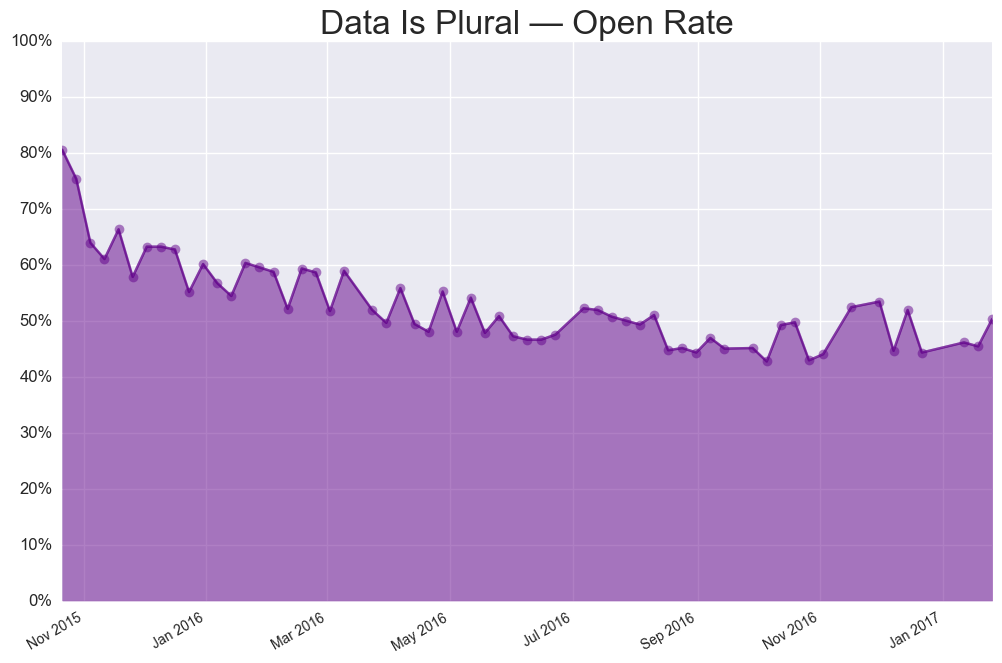 Data Is Plural — Open Rate
100%
90%
80%
70%
60%
50%
40%
30%
20%
10%
0%
Nov 2015
Jan 2016
Mar 2016
May 2016
Jul 2016
Sep 2016
Nov 2016
Jan 2017